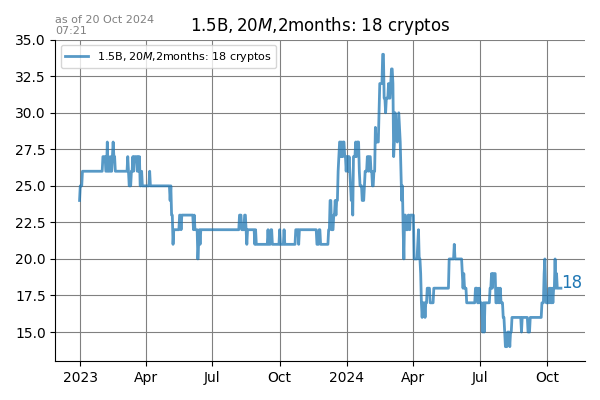 as of 20 Oct 2024
07:21
1.5B, 20M,2months: 18 cryptos
1.5B, 20M,2months: 18 cryptos
35.0
32.5
30.0
27.5
25.0
22.5
20.0
17.5
15.0
18
2023
Apr
Jul
Oct
2024
Apr
Jul
Oct